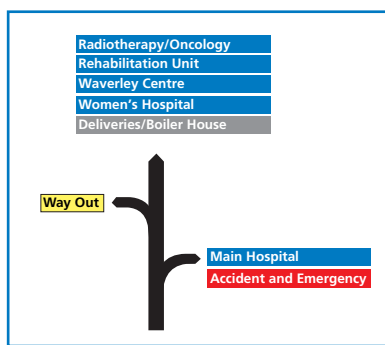 Radiotherapy/Oncology
Rehabilitation Unit
Waverley Centre
Women's Hospital
Deliveries/Boiler House
Way Out
Main Hospital
Accident and Emergency